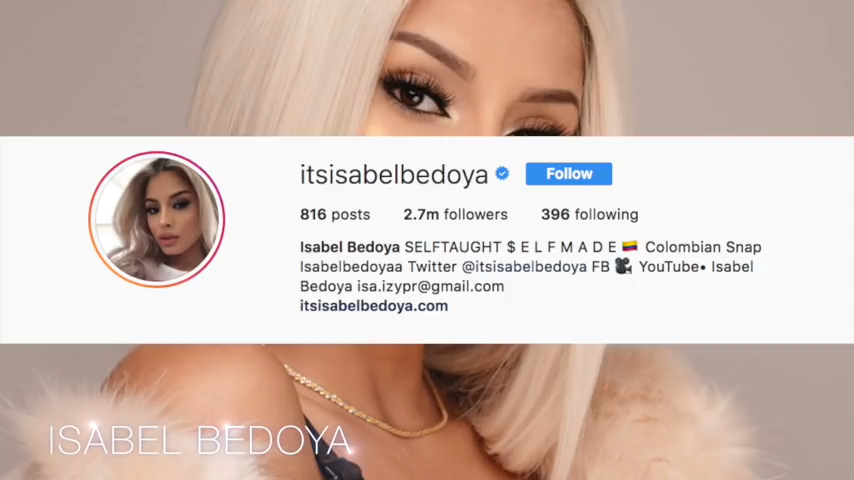 itsisabelbedoya Follow
816 posts 2.7m followers 396 following
Isabel Bedoya SELFTAUGHT $ E L F M A D E 🇨🇴 Colombian Snap
Isabelbedoyaa Twitter @itsisabelbedoya FB 🎥 YouTube• Isabel
Bedoya isa.izypr@gmail.com
itsisabelbedoya.com
ISABEL BEDOYA